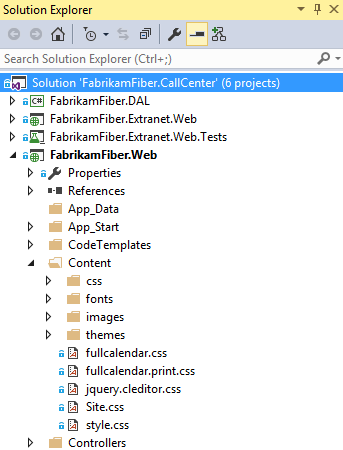 Solution Explorer
Search Solution Explorer (Ctrl+;)
Solution 'FabrikamFiber.CallCenter' (6 projects)
C# FabrikamFiber.DAL
FabrikamFiber.Extranet.Web
FabrikamFiber.Extranet.Web.Tests
FabrikamFiber.Web
Properties
References
App_Data
App_Start
CodeTemplates
Content
css
fonts
images
themes
fullcalendar.css
fullcalendar.print.css
jquery.cleditor.css
Site.css
style.css
Controllers